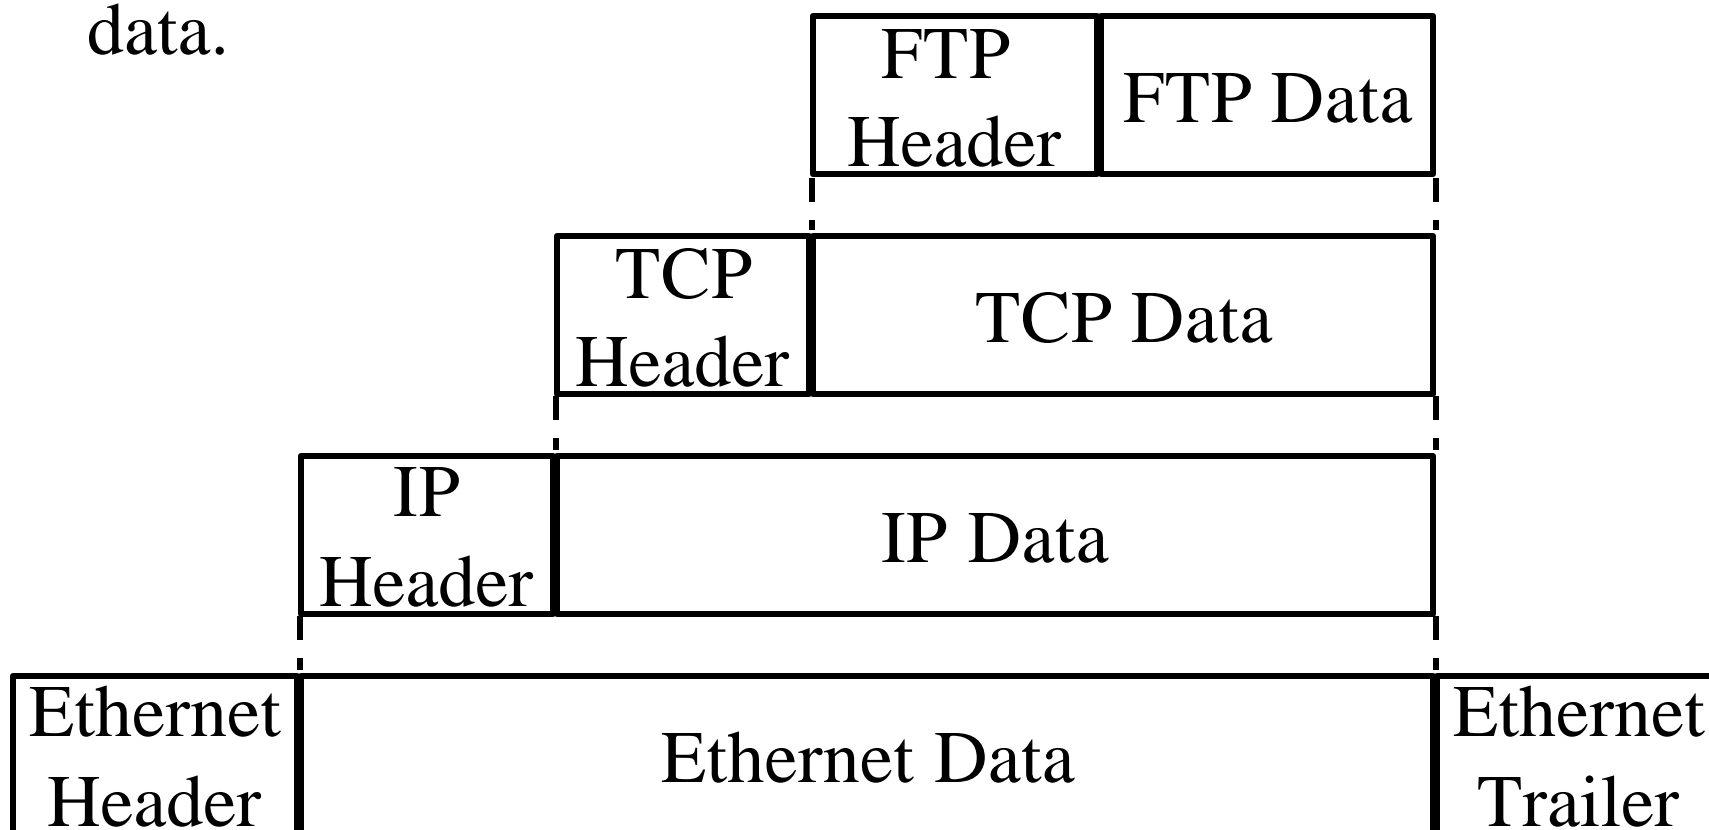 data.
FTP
Header
FTP Data
TCP
Header
TCP Data
IP
Header
IP Data
Ethernet
Header
Ethernet Data
Ethernet
Trailer